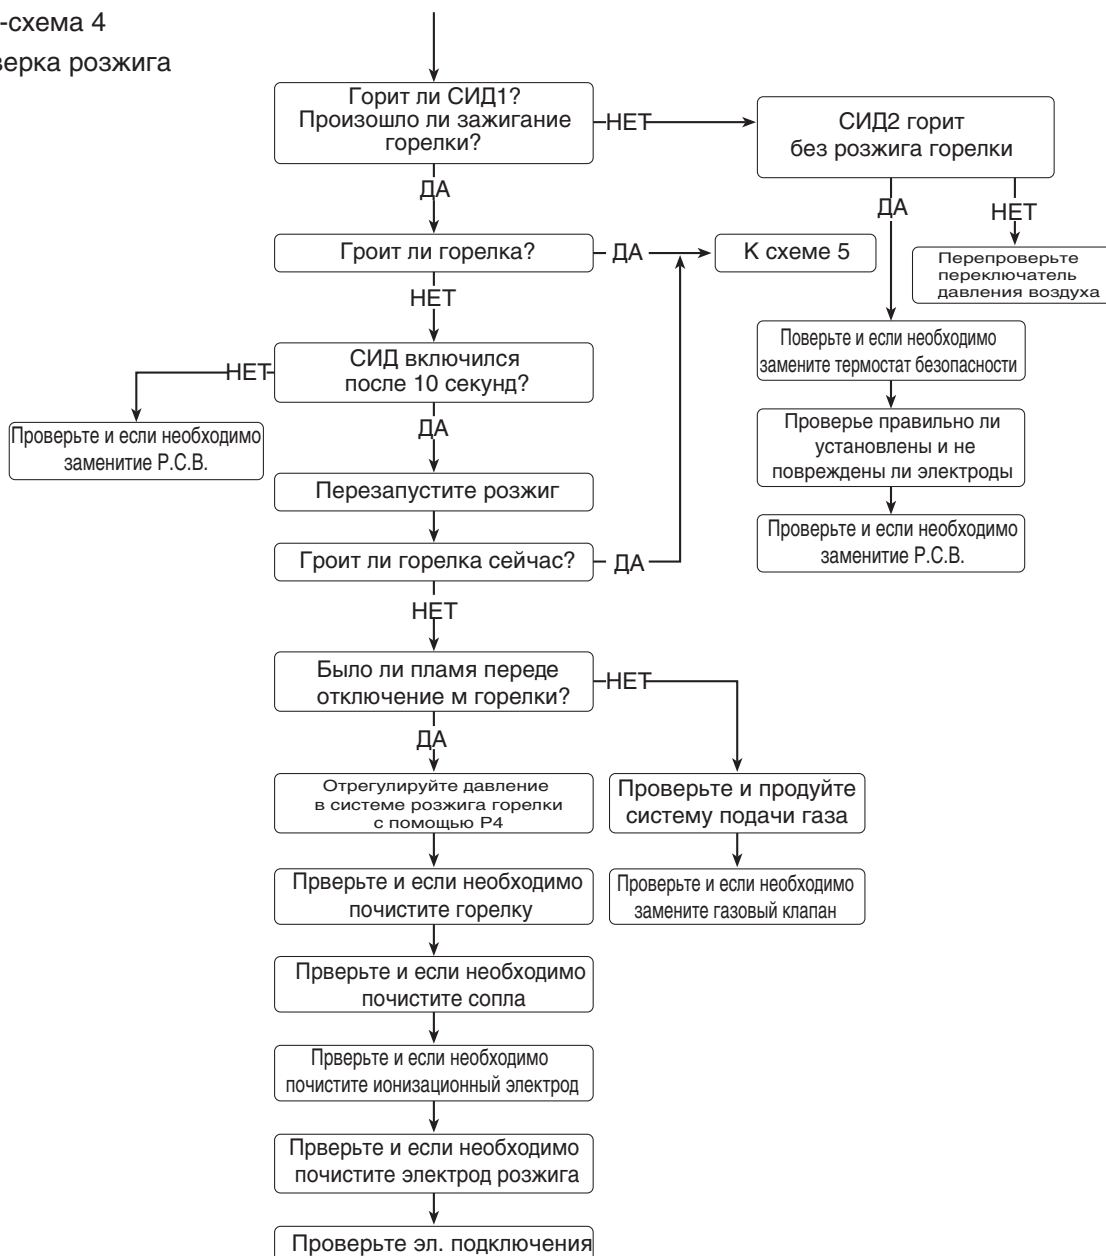 -схема 4
верка розжига
Горит ли СИД1?
Произошло ли зажигание
горелки?
НЕТ
СИД2 горит
без розжига горелки
ДА
ДА
НЕТ
Гроит ли горелка?
ДА
К схеме 5
Перепроверьте
переключатель
давления воздуха
НЕТ
СИД включился
после 10 секунд?
НЕТ
Поверьте и если необходимо
замените термостат безопасности
Проверьте и если необходимо
заменитие P.C.B.
ДА
Проверье правильно ли
установлены и не
повреждены ли электроды
Перезапустите розжиг
Проверьте и если необходимо
заменитие P.C.B.
Гроит ли горелка сейчас?
ДА
НЕТ
Было ли пламя переде
отключение м горелки?
НЕТ
ДА
Отрегулируйте давление
в системе розжига горелки
с помощью P4
Проверьте и продуйте
систему подачи газа
Прверьте и если необходимо
почистите горелку
Проверьте и если необходимо
замените газовый клапан
Прверьте и если необходимо
почистите сопла
Прверьте и если необходимо
почистите ионизационный электрод
Прверьте и если необходимо
почистите электрод розжига
Проверьте эл. подключения